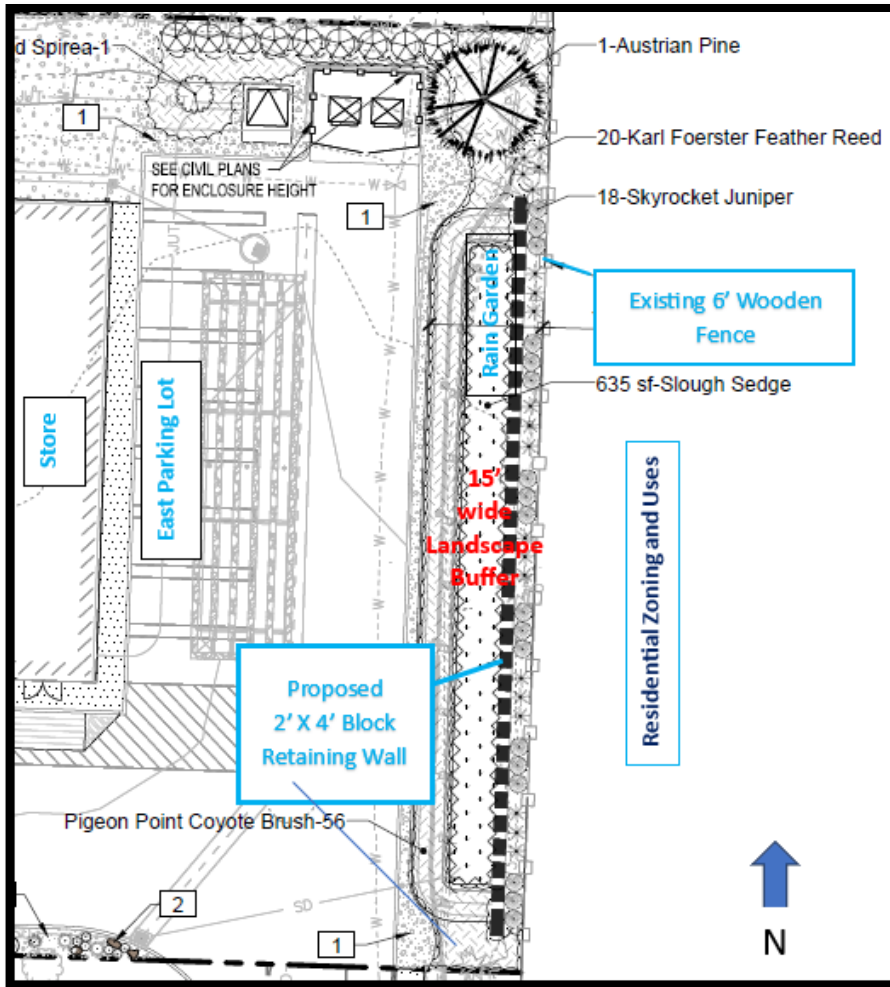 d Spirea-1
1-Austrian Pine
1
20-Karl Foerster Feather Reed
SEE CIVIL PLANS
FOR ENCLOSURE HEIGHT
W
W
W
18-Skyrocket Juniper
1
JUT
Rain Garden
Existing 6' Wooden
Fence
635 sf-Slough Sedge
Store
East Parking Lot
W
W
15'
wide
Landscape
Buffer
Residential Zoning and Uses
W
Proposed
2' X 4' Block
Retaining Wall
Pigeon Point Coyote Brush-56
W
2
SD
W
1
N